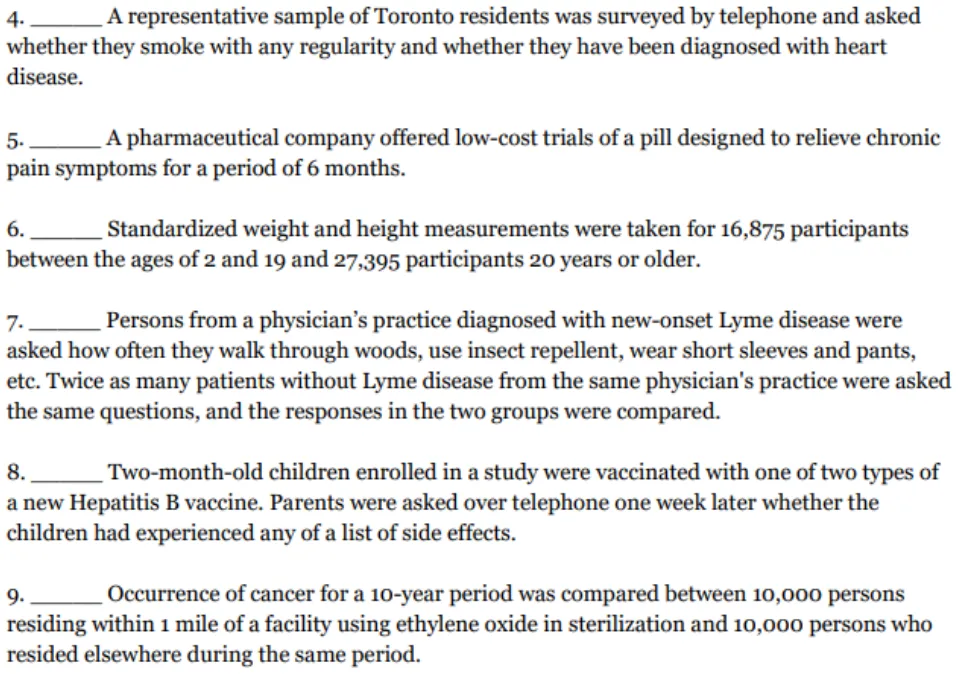 4. ______ A representative sample of Toronto residents was surveyed by telephone and asked
whether they smoke with any regularity and whether they have been diagnosed with heart
disease.
5. ______ A pharmaceutical company offered low-cost trials of a pill designed to relieve chronic
pain symptoms for a period of 6 months.
6. ______ Standardized weight and height measurements were taken for 16,875 participants
between the ages of 2 and 19 and 27,395 participants 20 years or older.
7. ______ Persons from a physician’s practice diagnosed with new-onset Lyme disease were
asked how often they walk through woods, use insect repellent, wear short sleeves and pants,
etc. Twice as many patients without Lyme disease from the same physician's practice were asked
the same questions, and the responses in the two groups were compared.
8. ______ Two-month-old children enrolled in a study were vaccinated with one of two types of
a new Hepatitis B vaccine. Parents were asked over telephone one week later whether the
children had experienced any of a list of side effects.
9. ______ Occurrence of cancer for a 10-year period was compared between 10,000 persons
residing within 1 mile of a facility using ethylene oxide in sterilization and 10,000 persons who
resided elsewhere during the same period.